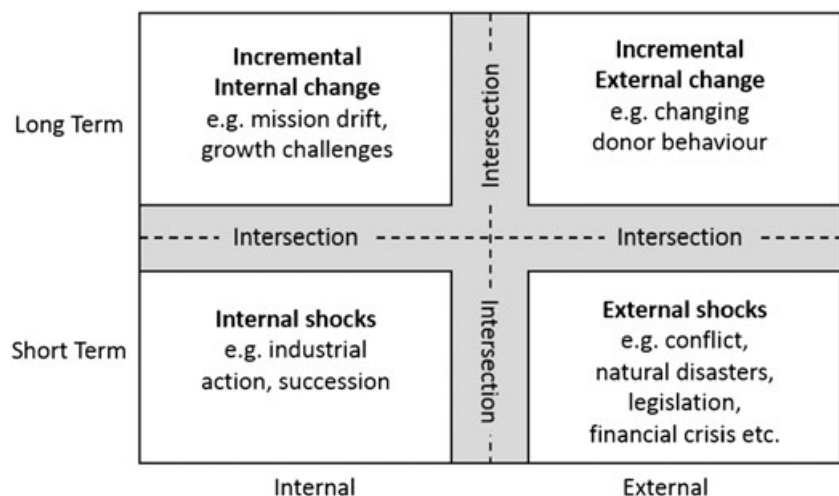 Long Term
Incremental
Internal change
e.g. mission drift,
growth challenges
Intersection
Incremental
External change
e.g. changing
donor behaviour
Intersection
Intersection
Short Term
Internal shocks
e.g. industrial
action, succession
Intersection
External shocks
e.g. conflict,
natural disasters,
legislation,
financial crisis etc.
Internal
External